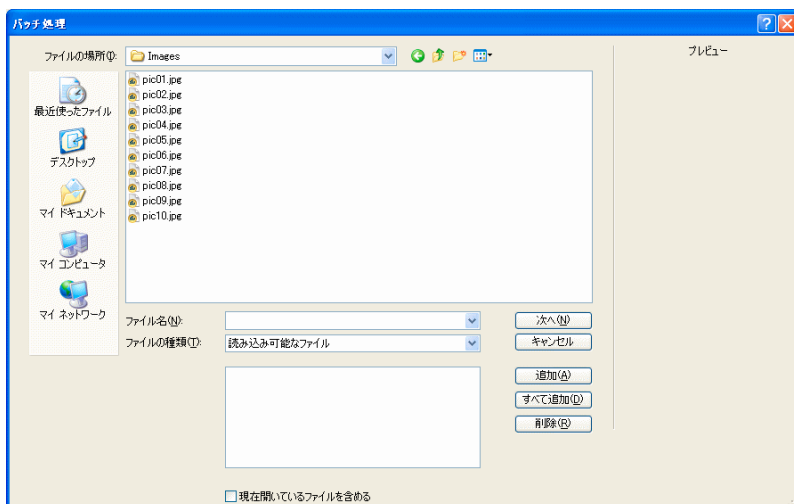 バッチ処理
ファイルの場所(I):
Images
プレビュー
最近使ったファイル
デスクトップ
マイ ドキュメント
マイ コンピュータ
マイ ネットワーク
pic01.jpg
pic02.jpg
pic03.jpg
pic04.jpg
pic05.jpg
pic06.jpg
pic07.jpg
pic08.jpg
pic09.jpg
pic10.jpg
ファイル名(N):
次へ(N)
ファイルの種類(T):
読み込み可能なファイル
キャンセル
追加(A)
すべて追加(D)
削除(R)
現在開いているファイルを含める